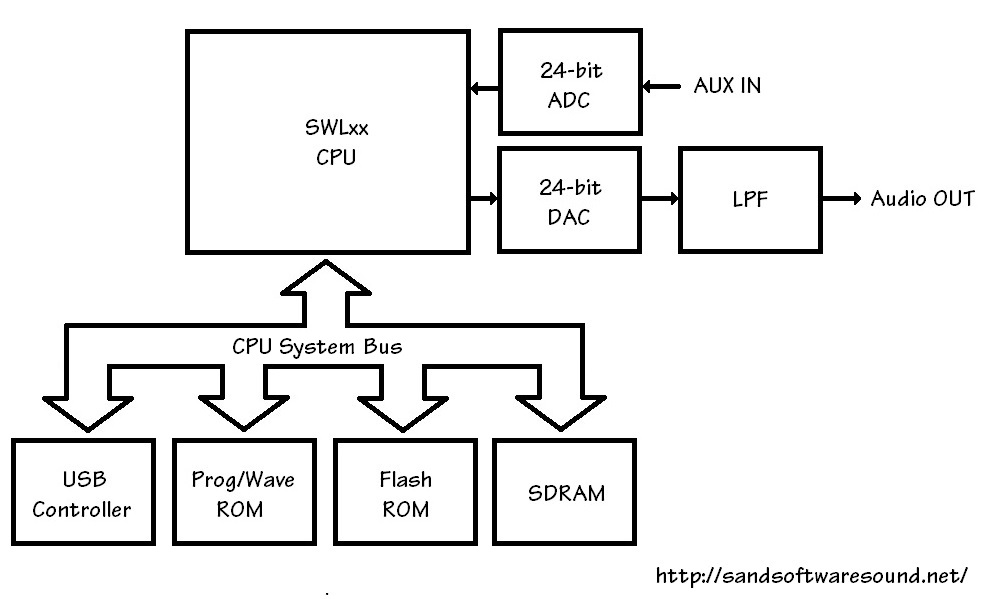 24-bit
ADC
AUX IN
SWLxx
CPU
24-bit
DAC
LPF
Audio OUT
CPU System Bus
USB
Controller
Prog/Wave
ROM
Flash
ROM
SDRAM
http://sandsoftwaresound.net/